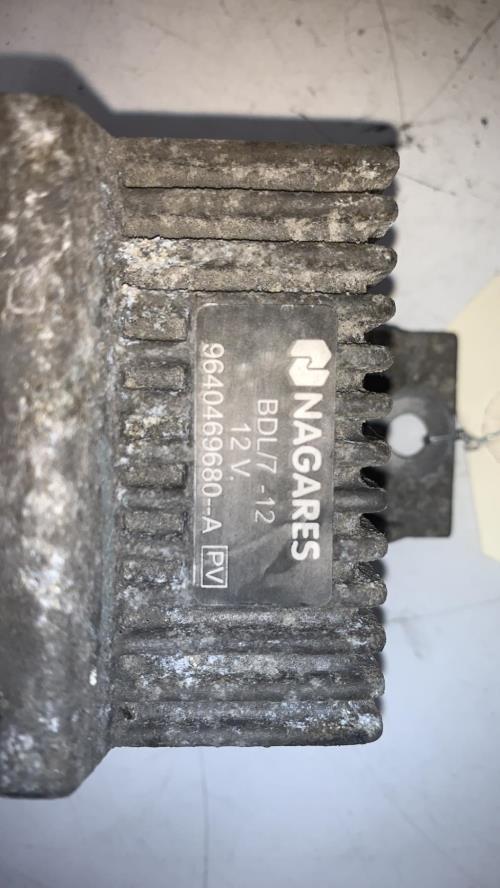 NAGARES
BDL/7 -12
12 V.
9640469680--A PV